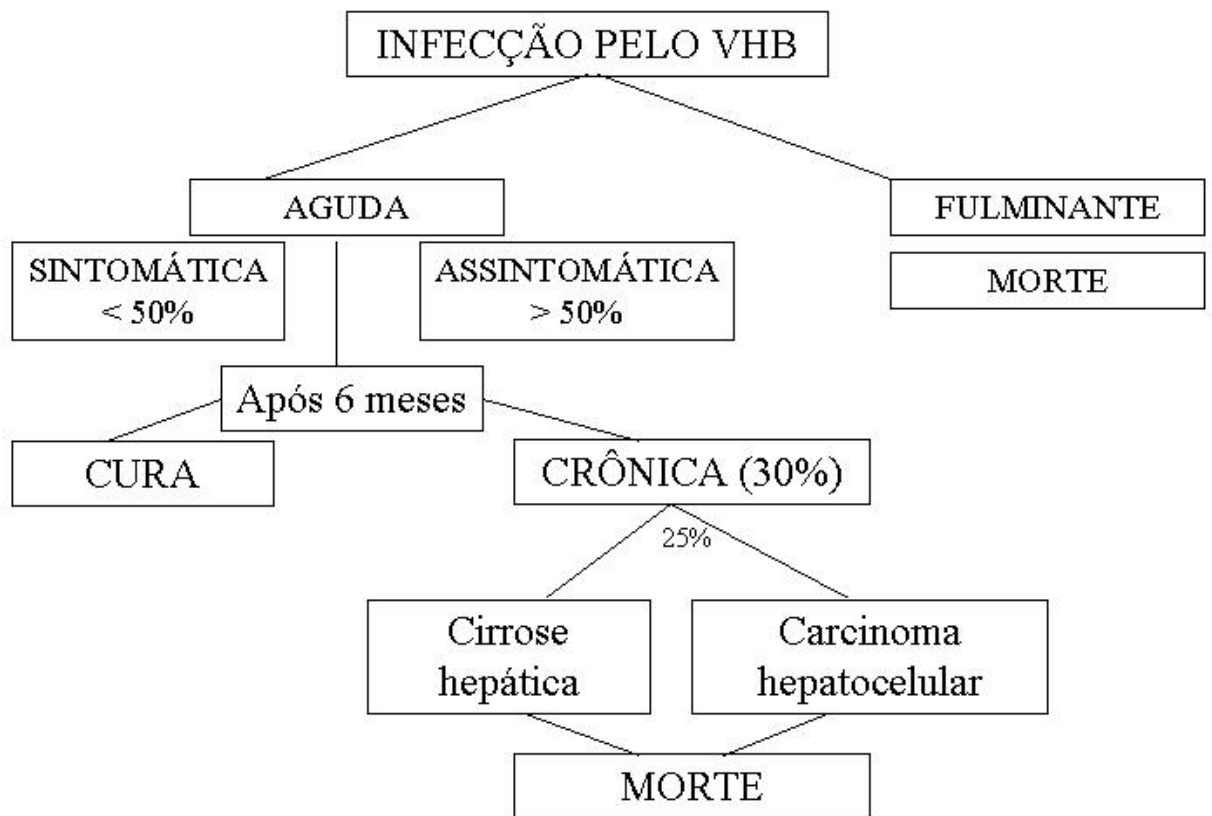 INFECÇÃO PELO VHB
AGUDA
FULMINANTE
SINTOMÁTICA
< 50%
ASSINTOMÁTICA
> 50%
MORTE
Após 6 meses
CURA
CRÔNICA (30%)
25%
Cirrose
hepática
Carcinoma
hepatocelular
MORTE